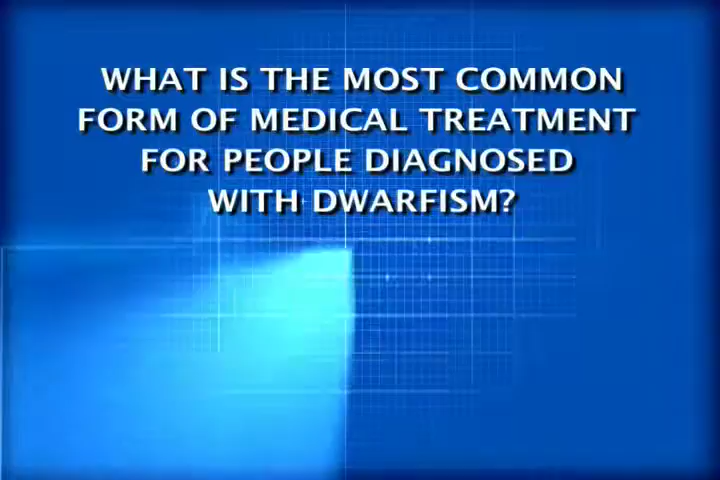 WHAT IS THE MOST COMMON
FORM OF MEDICAL TREATMENT
FOR PEOPLE DIAGNOSED
WITH DWARFISM?